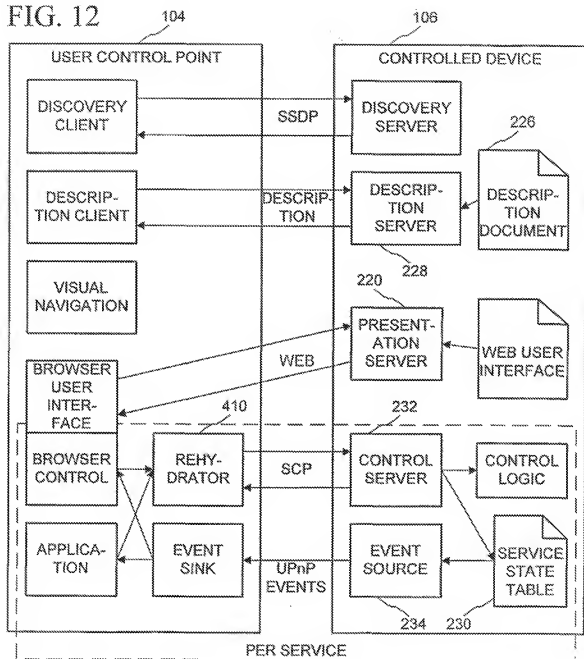 FIG. 12
104
106
USER CONTROL POINT
CONTROLLED DEVICE
DISCOVERY
CLIENT
SSDP
DISCOVERY
SERVER
226
DESCRIP-
TION CLIENT
DESCRIP-
TION
DESCRIP-
TION
SERVER
228
DESCRIP-
TION
DOCUMENT
VISUAL
NAVIGATION
220
PRESENT-
ATION
SERVER
WEB USER
INTERFACE
WEB
BROWSER
USER
INTER-
FACE
410
232
BROWSER
CONTROL
REHY-
DRATOR
SCP
CONTROL
SERVER
CONTROL
LOGIC
APPLICA-
TION
EVENT
SINK
UPnP
EVENTS
EVENT
SOURCE
234
SERVICE
STATE
TABLE
230
PER SERVICE